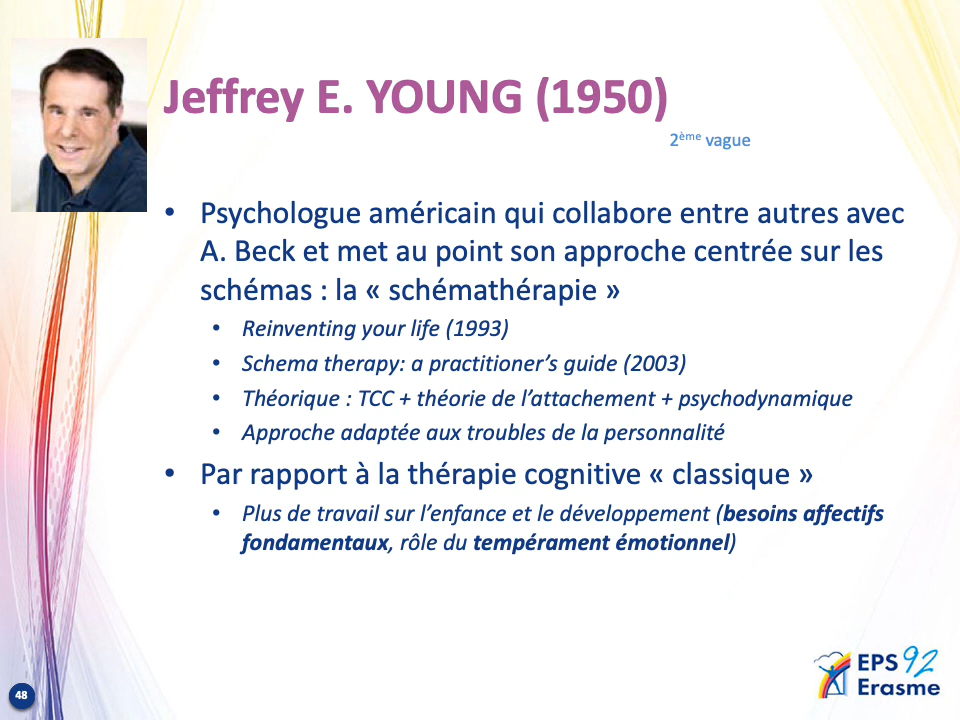 Jeffrey E. YOUNG (1950)
2ème vague
• Psychologue américain qui collabore entre autres avec
A. Beck et met au point son approche centrée sur les
schémas : la « schémathérapie »
• Reinventing your life (1993)
• Schema therapy: a practitioner’s guide (2003)
• Théorique : TCC + théorie de l’attachement + psychodynamique
• Approche adaptée aux troubles de la personnalité
• Par rapport à la thérapie cognitive « classique »
• Plus de travail sur l’enfance et le développement (besoins affectifs
fondamentaux, rôle du tempérament émotionnel)
EPS 92
Erasme
48